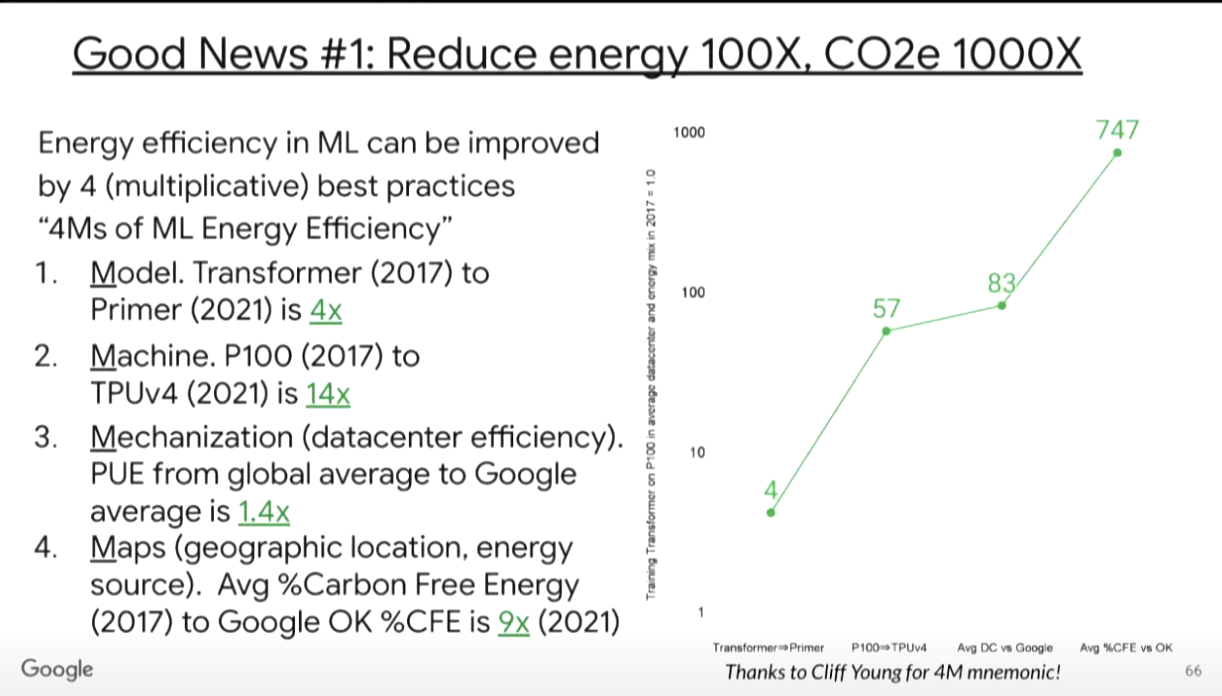 Good News #1: Reduce energy 100X, CO2e 1000X
Energy efficiency in ML can be improved
by 4 (multiplicative) best practices
“4Ms of ML Energy Efficiency”
1. Model. Transformer (2017) to
Primer (2021) is 4x
2. Machine. P100 (2017) to
TPUv4 (2021) is 14x
3. Mechanization (datacenter efficiency).
PUE from global average to Google
average is 1.4x
4. Maps (geographic location, energy
source). Avg %Carbon Free Energy
(2017) to Google OK %CFE is 9x (2021)
Training Transformer on P100 in average datacenter and energy mix in 2017 = 1.0
1000
100
10
1
4
57
83
747
Transformer⇒Primer
P100⇒TPUv4
Avg DC vs Google
Avg %CFE vs OK
Thanks to Cliff Young for 4M mnemonic!
Google
66